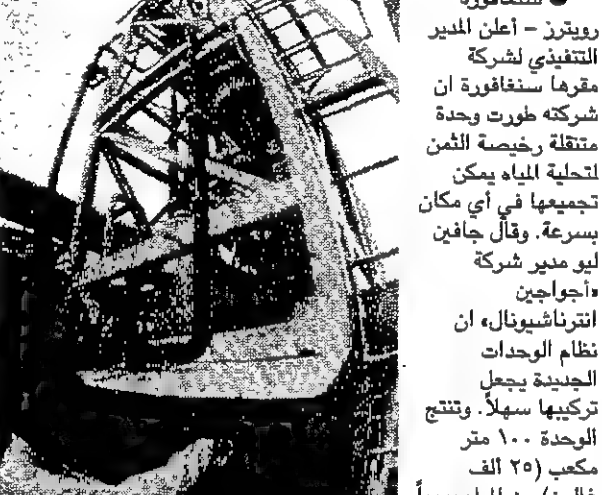 ● سنغافورة
رويترز – أعلن المدير
التنفيذي لشركة
مقرها سنغافورة ان
شركته طورت وحدة
متنقلة رخيصة الثمن
لتحلية المياه يمكن
تجميعها في أي مكان
بسرعة. وقال جافين
ليو مدير شركة
«أجواجين
انترناشيونال» ان
نظام الوحدات
الجديدة يجعل
تركيبها سهلاً. وتنتج
الوحدة ١٠٠ متر
مكعب (٢٥ الف